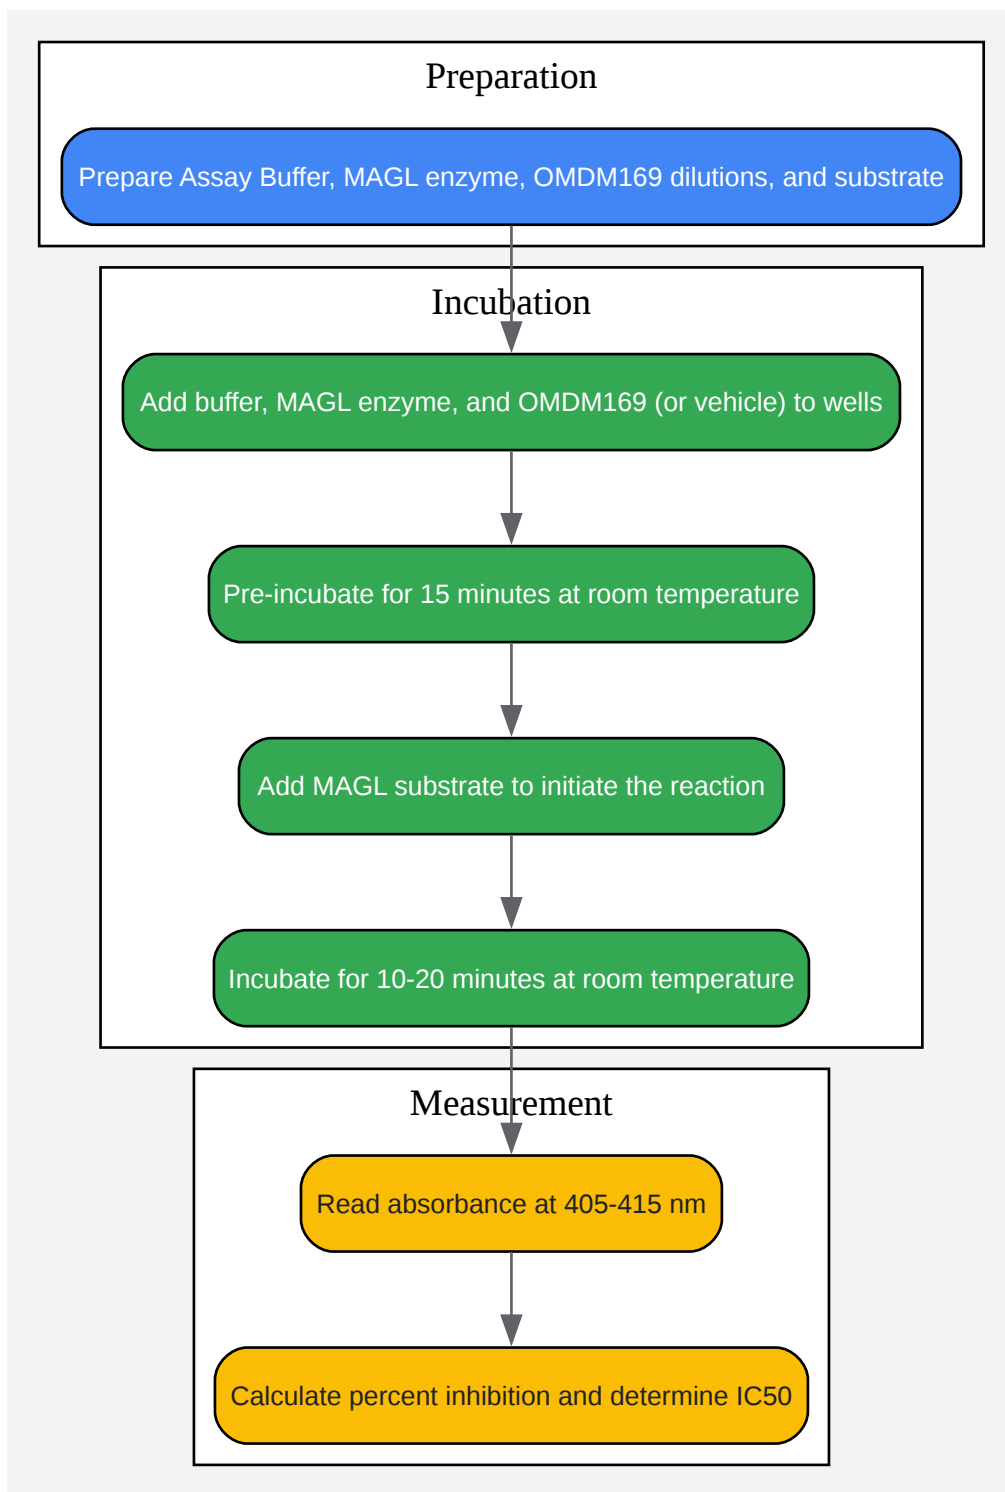 Preparation
Prepare Assay Buffer, MAGL enzyme, OMDM169 dilutions, and substrate
Incubation
Add buffer, MAGL enzyme, and OMDM169 (or vehicle) to wells
Pre-incubate for 15 minutes at room temperature
Add MAGL substrate to initiate the reaction
Incubate for 10-20 minutes at room temperature
Measurement
Read absorbance at 405-415 nm
Calculate percent inhibition and determine IC50